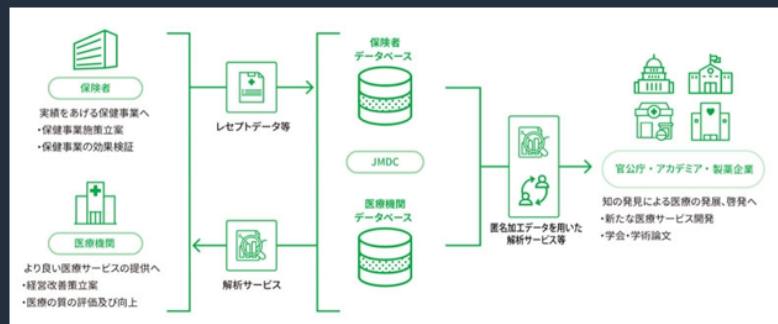 保険者
実績をあげる保健事業へ
・保健事業施策立案
・保健事業の効果検証
医療機関
より良い医療サービスの提供へ
・経営改善策立案
・医療の質の評価及び向上
レセプトデータ等
解析サービス
保険者
データベース
JMDC
医療機関
データベース
匿名加工データを用いた
解析サービス等
官公庁・アカデミア・製薬企業
知の発見による医療の発展、啓発へ
・新たな医療サービス開発
・学会・学術論文